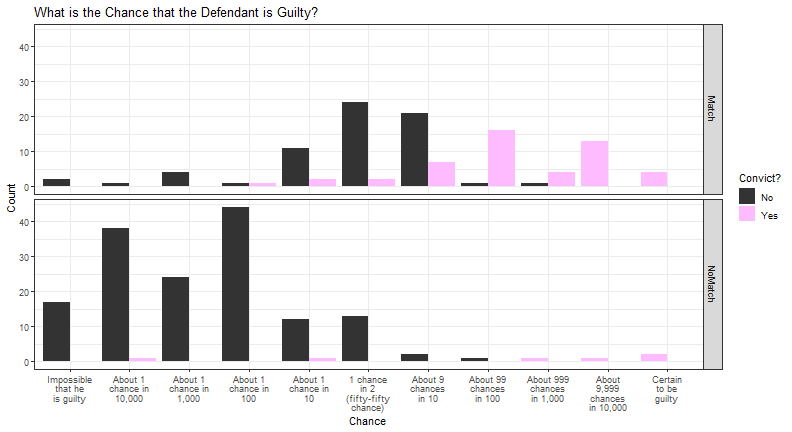 What is the Chance that the Defendant is Guilty?
40
30
20
10
0
Match
40
30
20
10
0
NoMatch
Count
Impossible
that he
is guilty
About 1
chance in
10,000
About 1
chance in
1,000
About 1
chance in
100
About 1
chance in
10
1 chance
in 2
(fifty-fifty
chance)
About 9
chances
in 10
About 99
chances
in 100
About 999
chances
in 1,000
About
9,999
chances
in 10,000
Certain
to be
guilty
Chance
Convict?
No
Yes